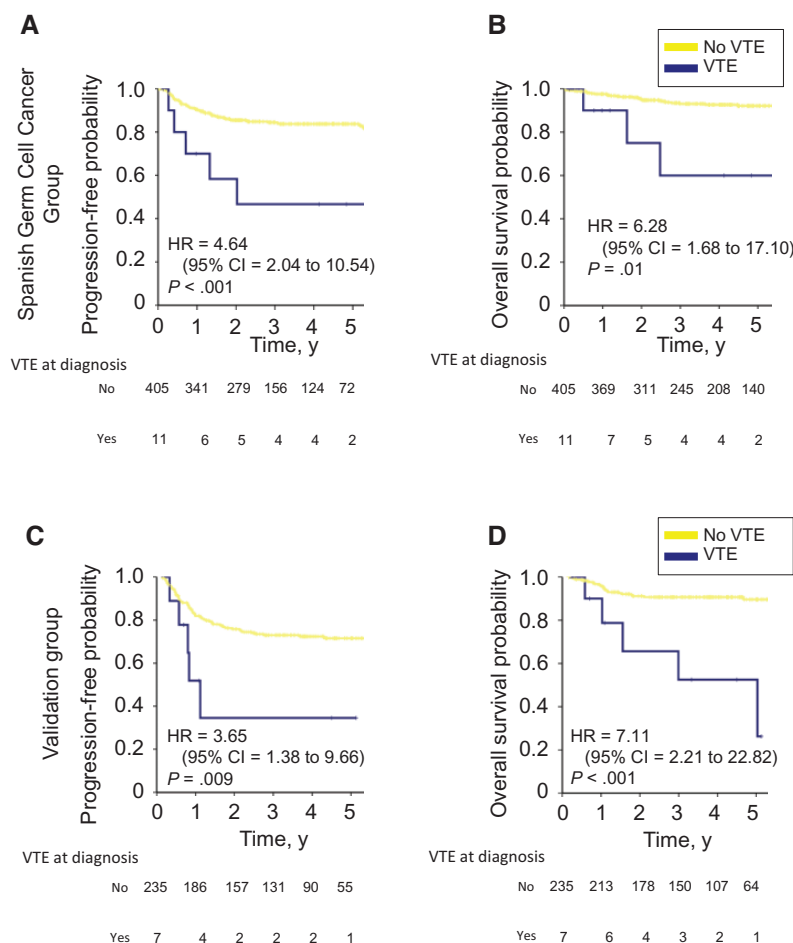 A
Spanish Germ Cell Cancer
Group
Progression-free probability
1.0
0.8
0.6
0.4
0.2
0
HR = 4.64
(95% CI = 2.04 to 10.54)
P < .001
0 1 2 3 4 5
Time, y
VTE at diagnosis
No 405 341 279 156 124 72
Yes 11 6 5 4 4 2
B
No VTE
VTE
Overall survival probability
1.0
0.8
0.6
0.4
0.2
0
HR = 6.28
(95% CI = 1.68 to 17.10)
P = .01
0 1 2 3 4 5
Time, y
VTE at diagnosis
No 405 369 311 245 208 140
Yes 11 7 5 4 4 2
C
Validation group
Progression-free probability
1.0
0.8
0.6
0.4
0.2
0
HR = 3.65
(95% CI = 1.38 to 9.66)
P = .009
0 1 2 3 4 5
Time, y
VTE at diagnosis
No 235 186 157 131 90 55
Yes 7 4 2 2 2 1
D
No VTE
VTE
Overall survival probability
1.0
0.8
0.6
0.4
0.2
0
HR = 7.11
(95% CI = 2.21 to 22.82)
P < .001
0 1 2 3 4 5
Time, y
VTE at diagnosis
No 235 213 178 150 107 64
Yes 7 6 4 3 2 1